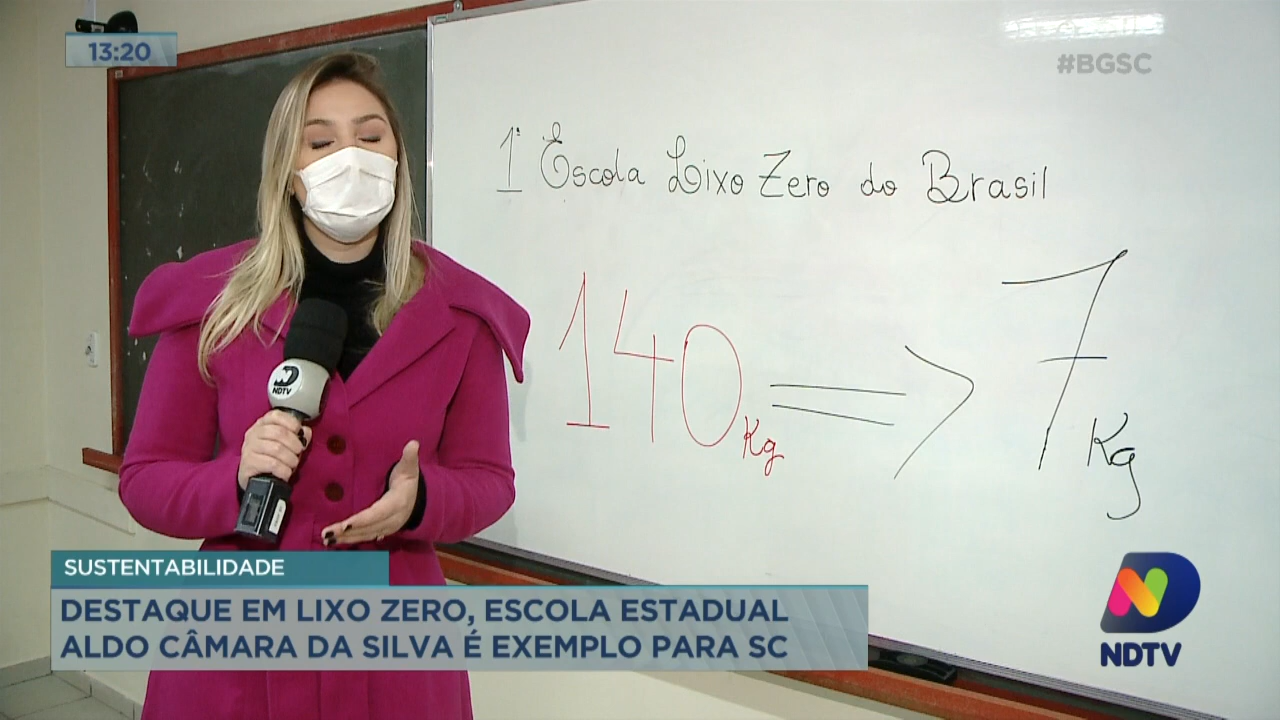 13:20
#BGSC
1ª Escola Lixo Zero do Brasil
140 Kg => 7 Kg
NDTV
SUSTENTABILIDADE
DESTAQUE EM LIXO ZERO, ESCOLA ESTADUAL
ALDO CÂMARA DA SILVA É EXEMPLO PARA SC
NDTV